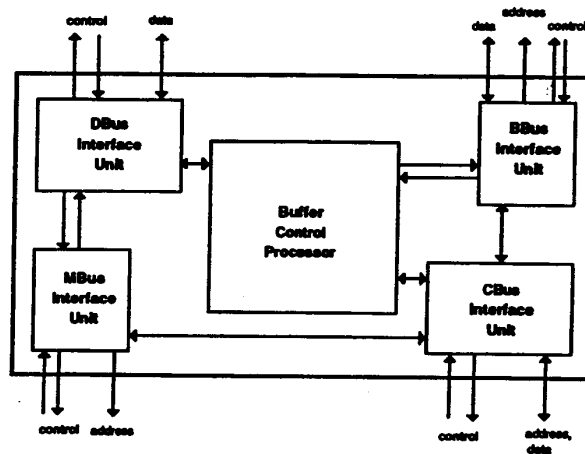 control
data
data
address
control
DBus
Interface
Unit
BBus
Interface
Unit
Buffer
Control
Processor
MBus
Interface
Unit
CBus
Interface
Unit
control
address
control
address,
data